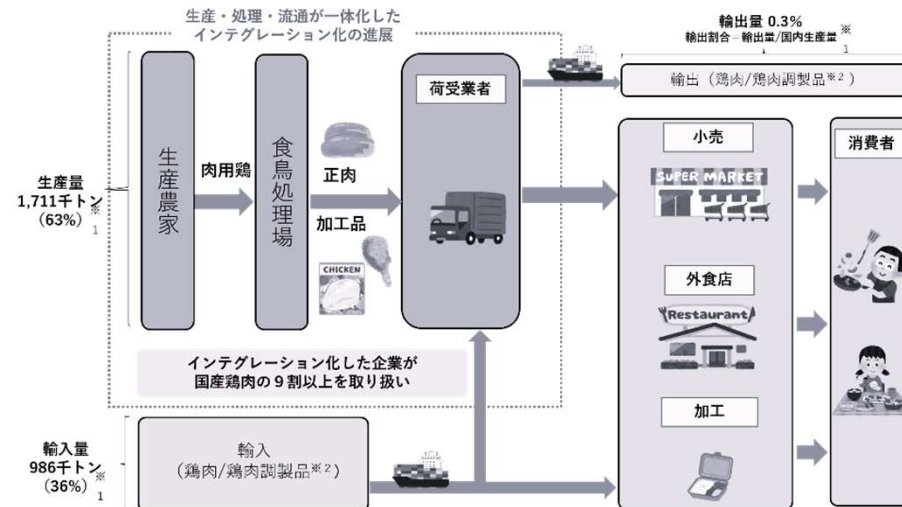 生産・処理・流通が一体化した
インテグレーション化の進展
輸出量 0.3%
輸出割合＝輸出量/国内生産量※1
輸出（鶏肉/鶏肉調製品※2）
荷受業者
小売
消費者
SUPER MARKET
生産農家
肉用鶏
食鳥処理場
正肉
加工品
CHICKEN
生産量
1,711千トン※1
（63%）
外食店
Restaurant
インテグレーション化した企業が
国産鶏肉の９割以上を取り扱い
加工
輸入量
986千トン※1
（36%）
輸入
（鶏肉/鶏肉調製品※2）